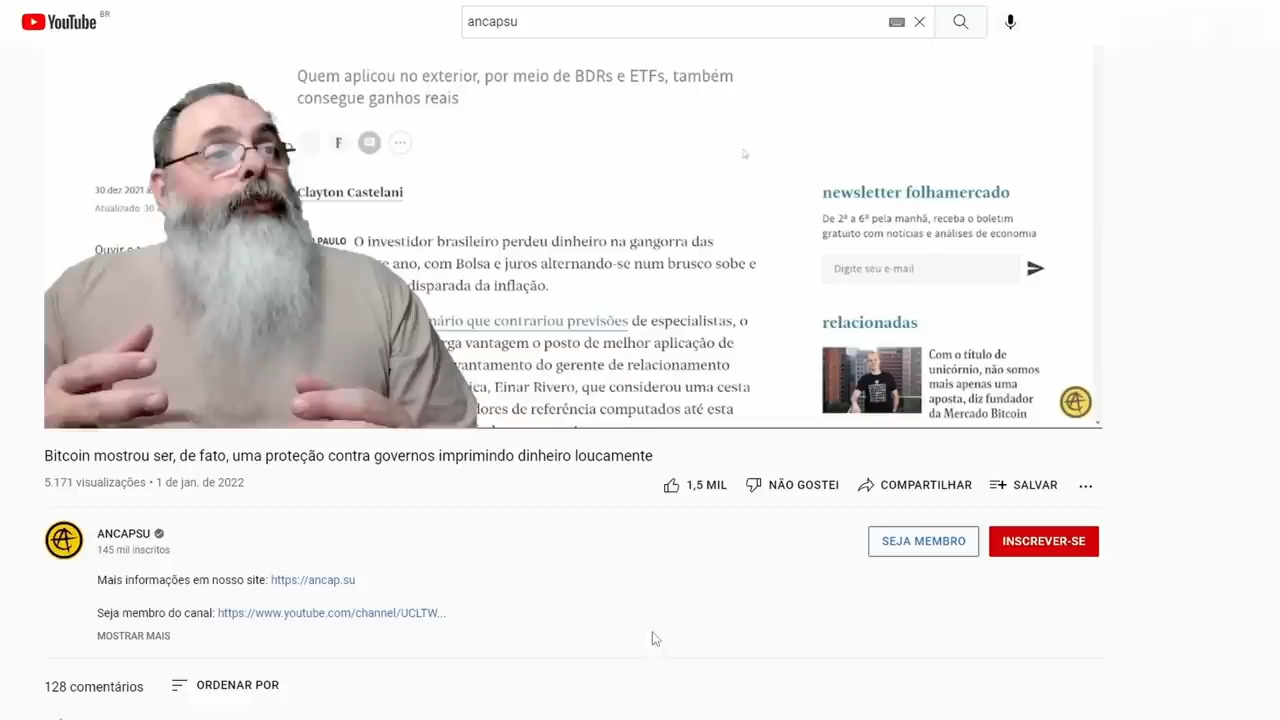 YouTube BR
ancapsu
Quem aplicou no exterior, por meio de BDRs e ETFs, também
consegue ganhos reais
F
30 dez 2021
Clayton Castelani
Atualizado 30
newsletter folhamercado
De 2ª a 6ª pela manhã, receba o boletim
gratuito com notícias e análises de economia
Digite seu e-mail
PAULO O investidor brasileiro perdeu dinheiro na gangorra das
e ano, com Bolsa e juros alternando-se num brusco sobe e
disparada da inflação.
nário que contrariou previsões de especialistas, o
rga vantagem o posto de melhor aplicação de
vantamento do gerente de relacionamento
ica, Einar Rivero, que considerou uma cesta
dores de referência computados até esta
relacionadas
Com o título de
unicórnio, não somos
mais apenas uma
aposta, diz fundador
da Mercado Bitcoin
Bitcoin mostrou ser, de fato, uma proteção contra governos imprimindo dinheiro loucamente
5.171 visualizações • 1 de jan. de 2022
1,5 MIL
NÃO GOSTEI
COMPARTILHAR
SALVAR
ANCAPSU
145 mil inscritos
SEJA MEMBRO
INSCREVER-SE
Mais informações em nosso site: https://ancap.su
Seja membro do canal: https://www.youtube.com/channel/UCLTW...
MOSTRAR MAIS
128 comentários
ORDENAR POR